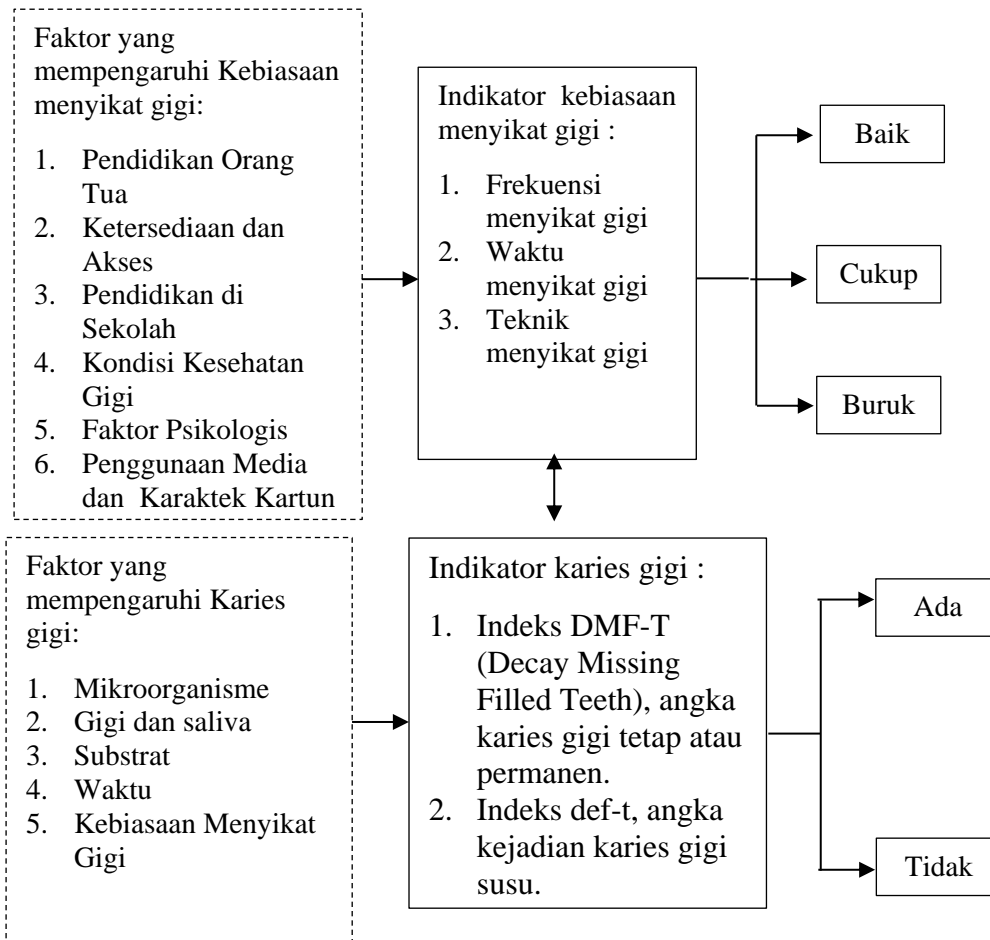 Faktor yang
mempengaruhi Kebiasaan
menyikat gigi:
1. Pendidikan Orang
Tua
2. Ketersediaan dan
Akses
3. Pendidikan di
Sekolah
4. Kondisi Kesehatan
Gigi
5. Faktor Psikologis
6. Penggunaan Media
dan Karaktek Kartun
Indikator kebiasaan
menyikat gigi :
1. Frekuensi
menyikat gigi
2. Waktu
menyikat gigi
3. Teknik
menyikat gigi
Baik
Cukup
Buruk
Faktor yang
mempengaruhi Karies
gigi:
1. Mikroorganisme
2. Gigi dan saliva
3. Substrat
4. Waktu
5. Kebiasaan Menyikat
Gigi
Indikator karies gigi :
1. Indeks DMF-T
(Decay Missing
Filled Teeth), angka
karies gigi tetap atau
permanen.
2. Indeks def-t, angka
kejadian karies gigi
susu.
Ada
Tidak